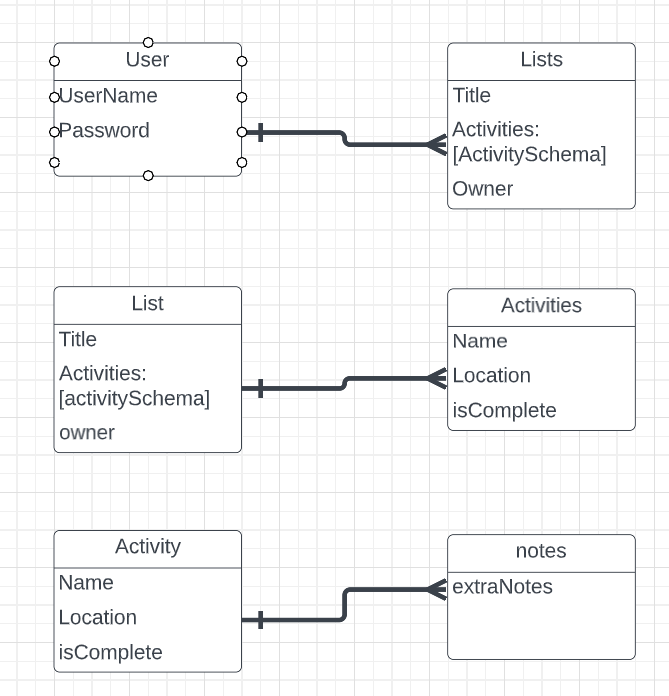 User
UserName
Password
Lists
Title
Activities:
[ActivitySchema]
Owner
List
Title
Activities:
[activitySchema]
owner
Activities
Name
Location
isComplete
Activity
Name
Location
isComplete
notes
extraNotes